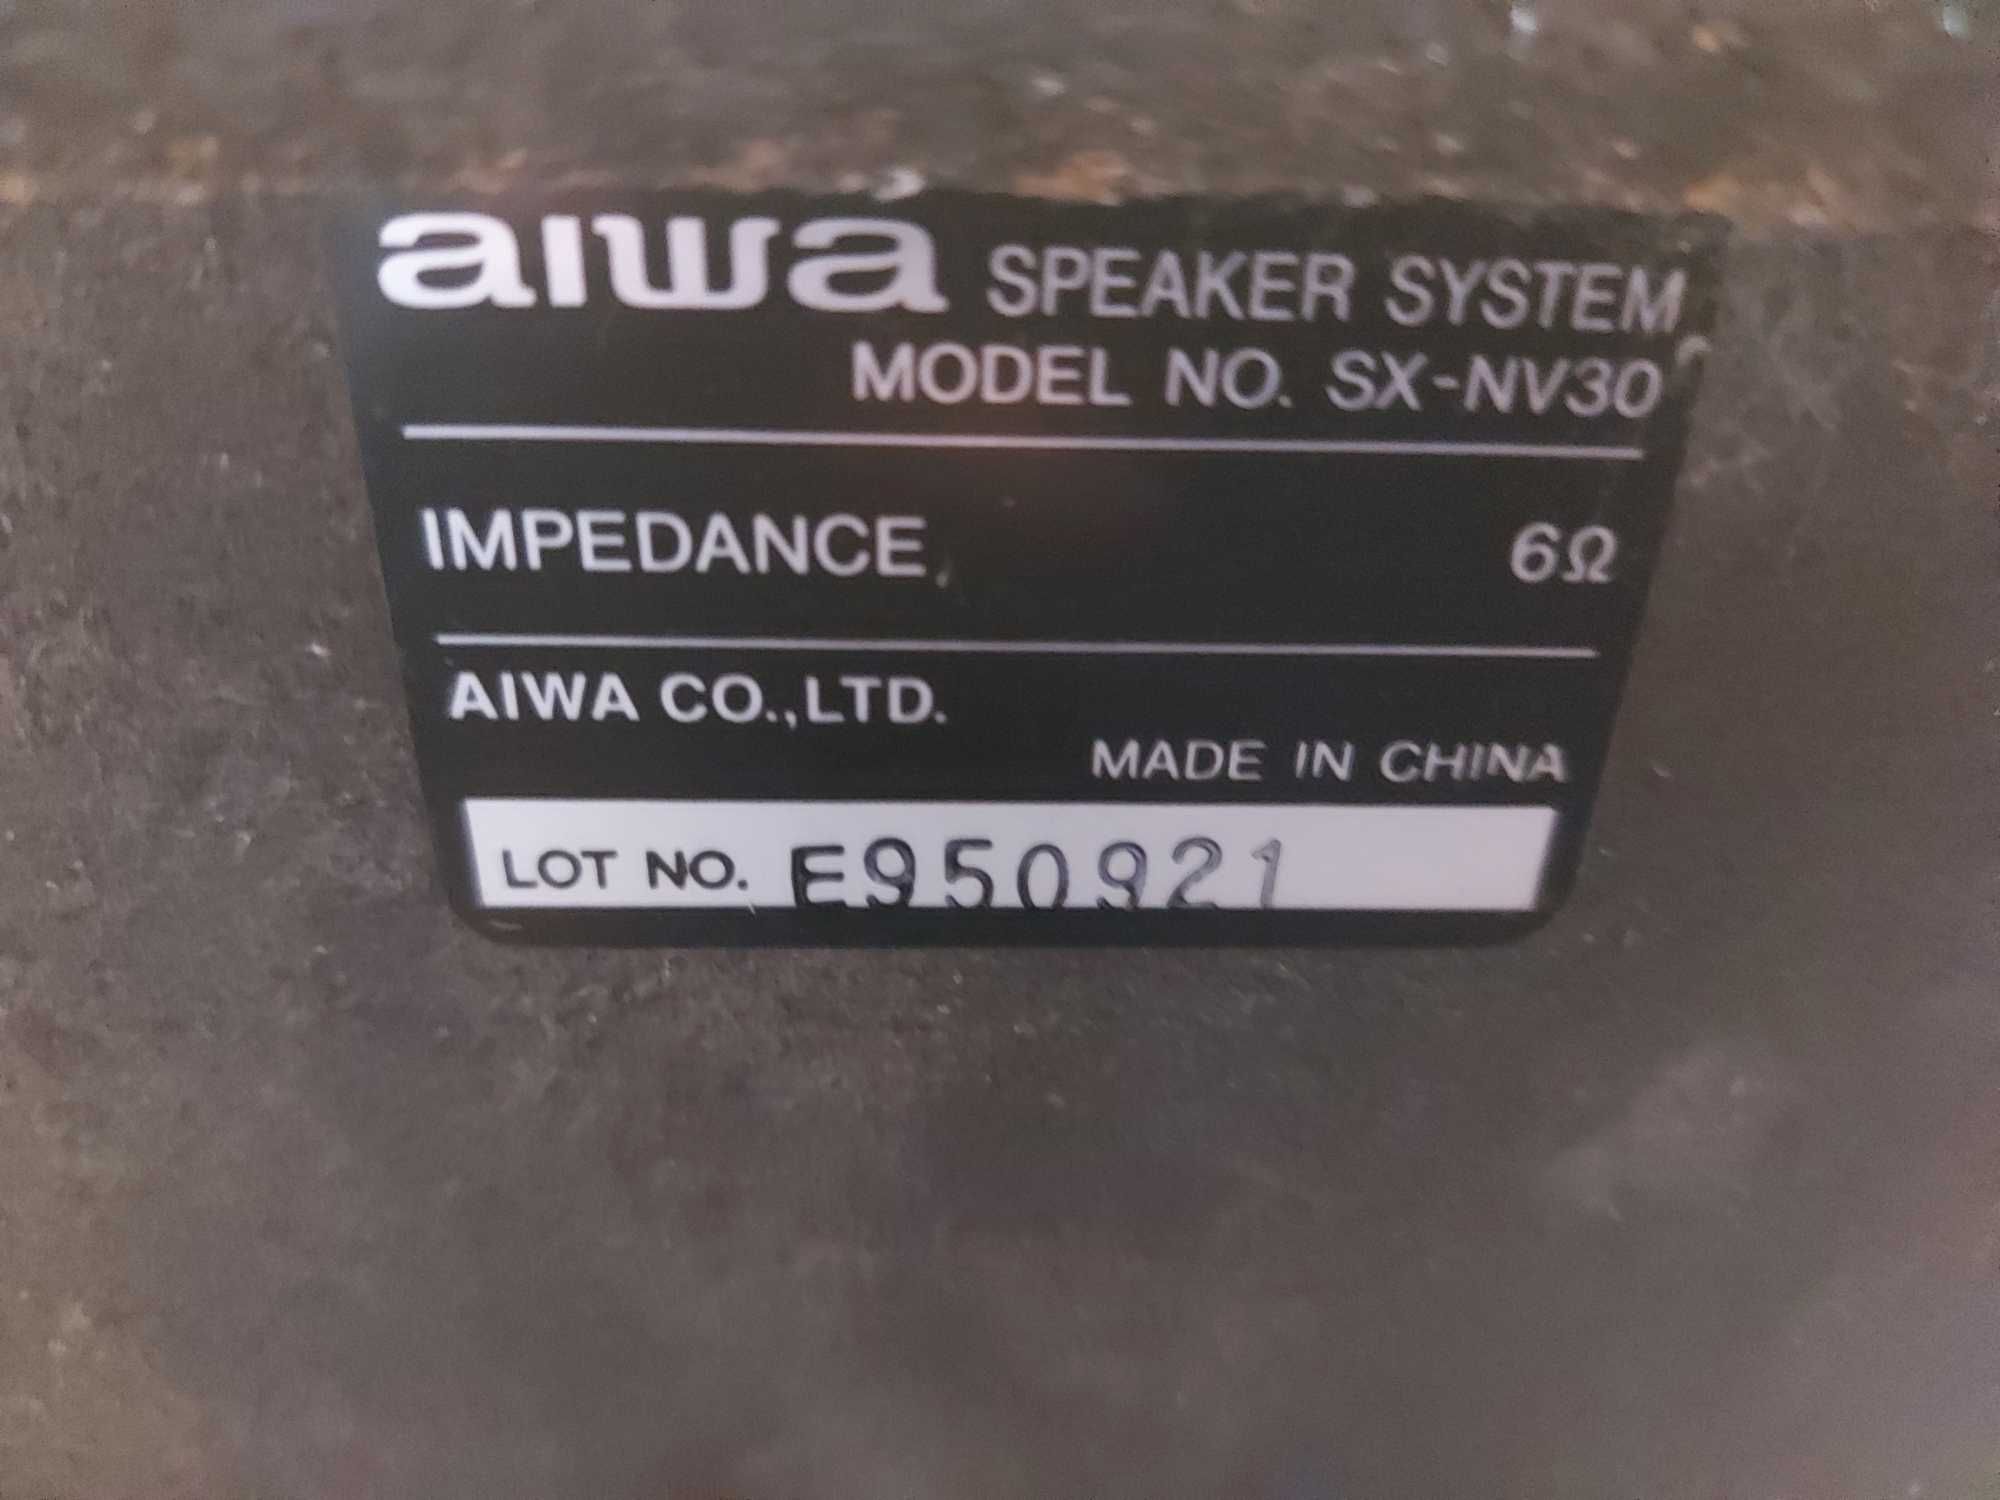 aiwa SPEAKER SYSTEM
MODEL NO. SX-NV30
IMPEDANCE 6Ω
AIWA CO.,LTD.
MADE IN CHINA
LOT NO. E950921